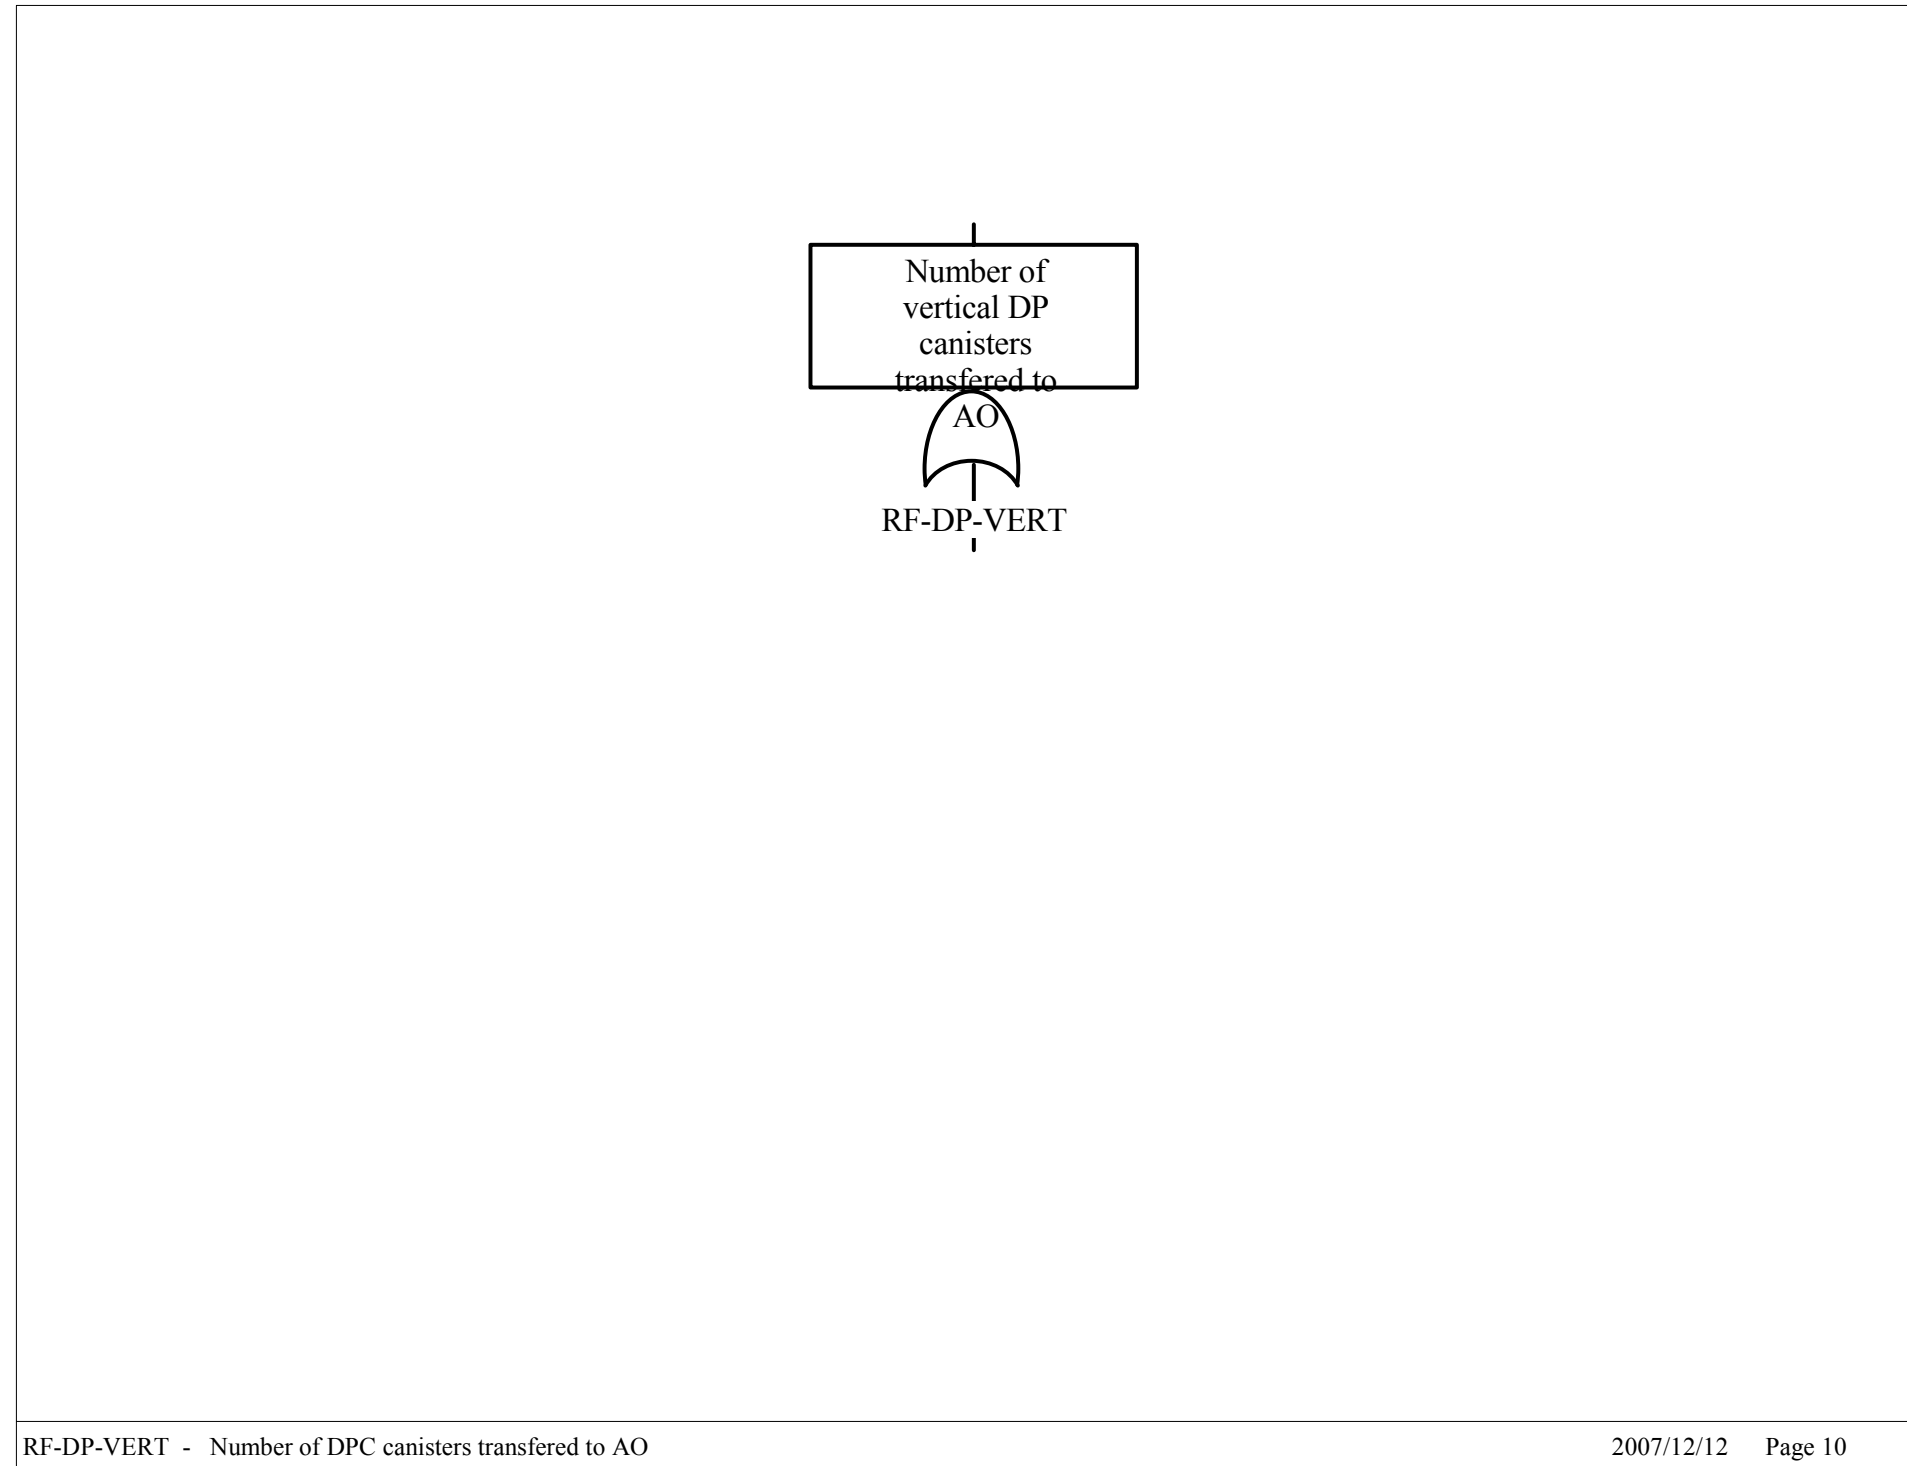 Number of
vertical DP
canisters
transfered to
AO
RF-DP-VERT
RF-DP-VERT - Number of DPC canisters transfered to AO 2007/12/12 Page 10